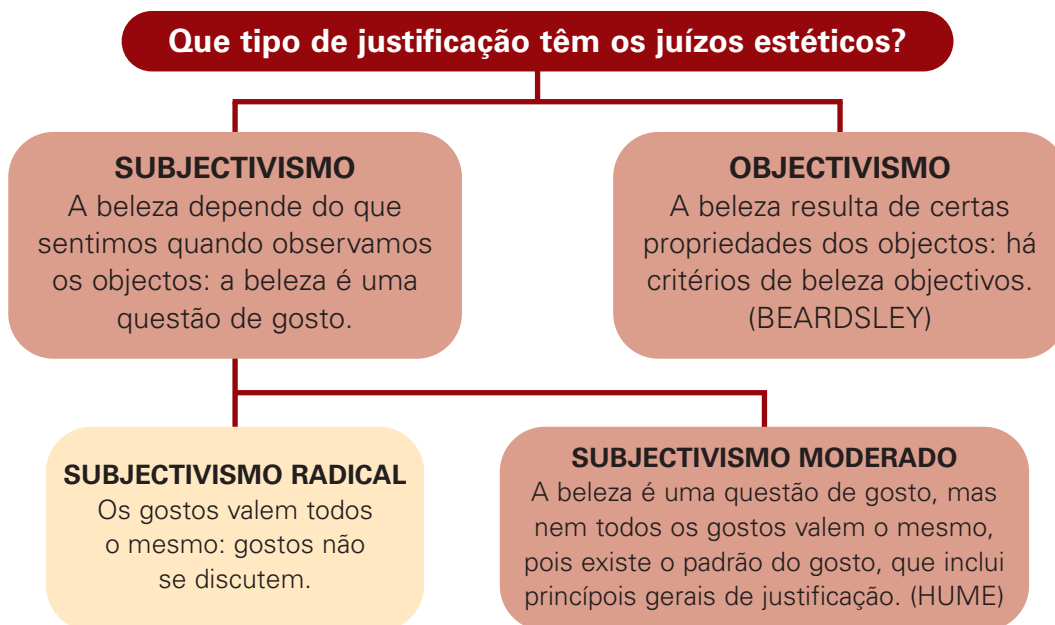 Que tipo de justificação têm os juízos estéticos?
SUBJECTIVISMO
A beleza depende do que
sentimos quando observamos
os objectos: a beleza é uma
questão de gosto.
OBJECTIVISMO
A beleza resulta de certas
propriedades dos objectos: há
critérios de beleza objectivos.
(BEARDSLEY)
SUBJECTIVISMO RADICAL
Os gostos valem todos
o mesmo: gostos não
se discutem.
SUBJECTIVISMO MODERADO
A beleza é uma questão de gosto, mas
nem todos os gostos valem o mesmo,
pois existe o padrão do gosto, que inclui
princípois gerais de justificação. (HUME)